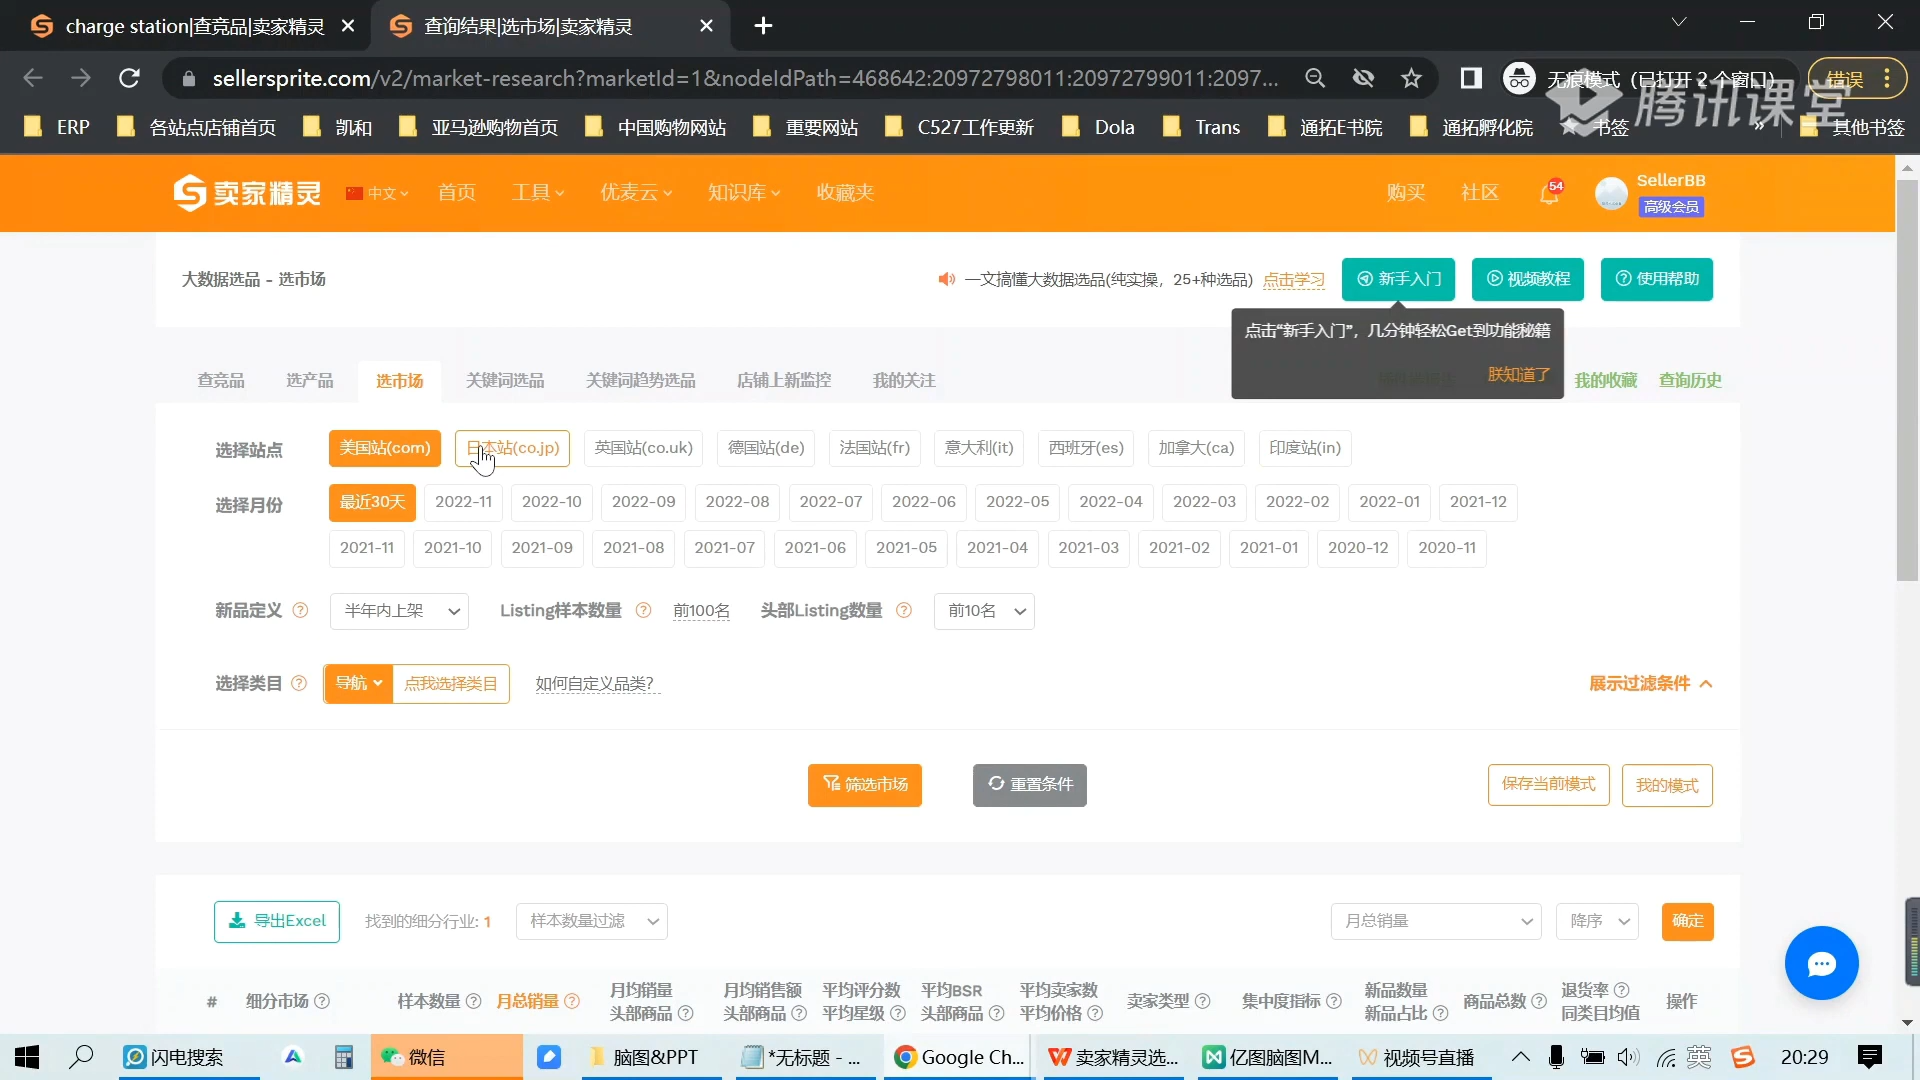 charge station|查竞品|卖家精灵
查询结果|选市场|卖家精灵
sellersprite.com/v2/market-research?marketId=1&nodeIdPath=468642:20972798011:20972799011:2097...
无痕模式（已打开 2 个窗口）
错误
腾讯课堂
ERP 各站点店铺首页 凯和 亚马逊购物首页 中国购物网站 重要网站 C527工作更新 Dola Trans 通拓E书院 通拓孵化院 书签 » 其他书签
卖家精灵 中文 首页 工具 优麦云 知识库 收藏夹 购买 社区 54 SellerBB
高级会员
大数据选品 - 选市场
一文搞懂大数据选品(纯实操，25+种选品) 点击学习 新手入门 视频教程 使用帮助
点击“新手入门”，几分钟轻松Get到功能秘籍
朕知道了
查竞品 选产品 选市场 关键词选品 关键词趋势选品 店铺上新监控 我的关注 我的收藏 查询历史
选择站点 美国站(com) 日本站(co.jp) 英国站(co.uk) 德国站(de) 法国站(fr) 意大利(it) 西班牙(es) 加拿大(ca) 印度站(in)
选择月份 最近30天 2022-11 2022-10 2022-09 2022-08 2022-07 2022-06 2022-05 2022-04 2022-03 2022-02 2022-01 2021-12
2021-11 2021-10 2021-09 2021-08 2021-07 2021-06 2021-05 2021-04 2021-03 2021-02 2021-01 2020-12 2020-11
新品定义 半年内上架 Listing样本数量 前100名 头部Listing数量 前10名
选择类目 导航 点我选择类目 如何自定义品类? 展示过滤条件
筛选市场 重置条件 保存当前模式 我的模式
导出Excel 找到的细分行业: 1 样本数量过滤 月总销量 降序 确定
# 细分市场 样本数量 月总销量 月均销量 头部商品 月均销售额 头部商品 平均评分数 平均星级 平均BSR 头部商品 平均卖家数 平均价格 卖家类型 集中度指标 新品数量 新品占比 商品总数 退货率 同类目均值 操作
闪电搜索 微信 脑图&PPT *无标题 - ... Google Ch... 卖家精灵选... 亿图脑图M... 视频号直播 英 20:29